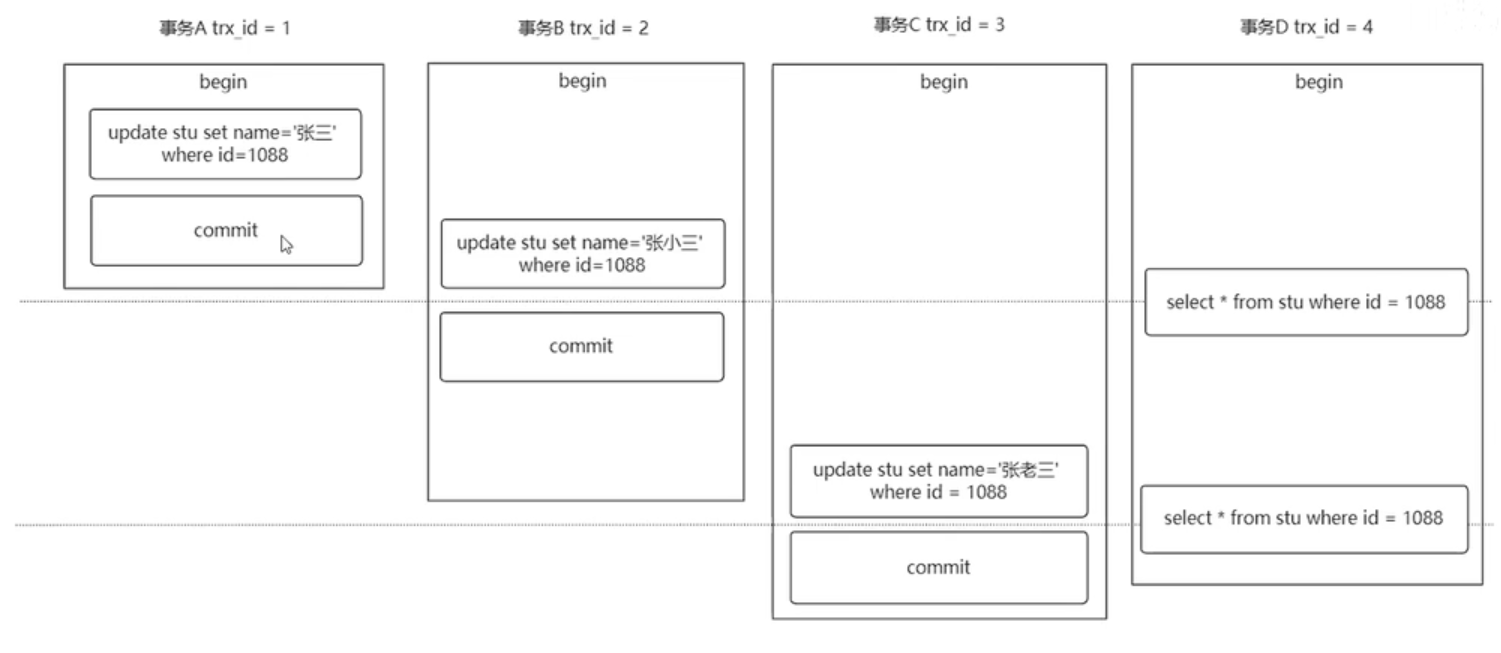 事务A trx_id = 1
begin
update stu set name='张三'
where id=1088
commit
事务B trx_id = 2
begin
update stu set name='张小三'
where id=1088
commit
事务C trx_id = 3
begin
update stu set name='张老三'
where id = 1088
commit
事务D trx_id = 4
begin
select * from stu where id = 1088
select * from stu where id = 1088